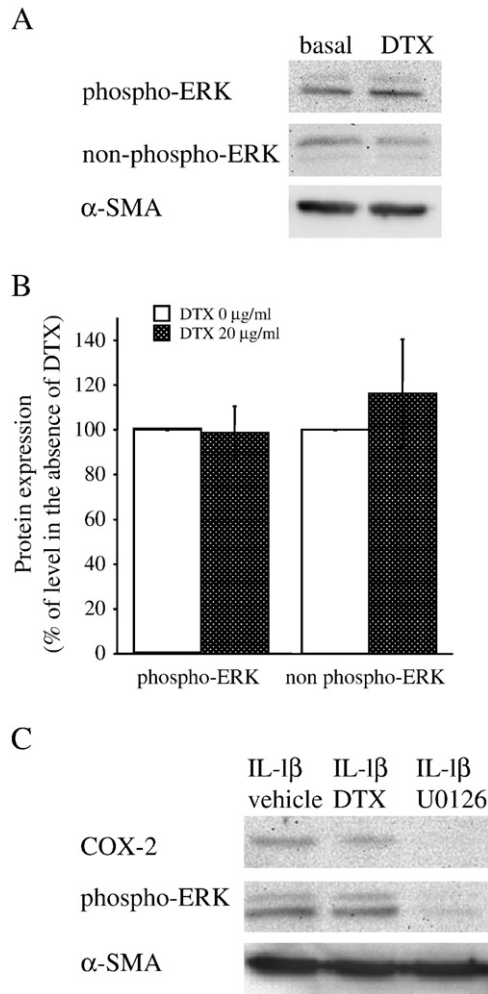 A
basal DTX
phospho-ERK
non-phospho-ERK
α-SMA
B
DTX 0 µg/ml
DTX 20 µg/ml
140
120
100
80
60
40
20
0
Protein expression
(% of level in the absence of DTX)
phospho-ERK non phospho-ERK
C
IL-1β IL-1β IL-1β
vehicle DTX U0126
COX-2
phospho-ERK
α-SMA